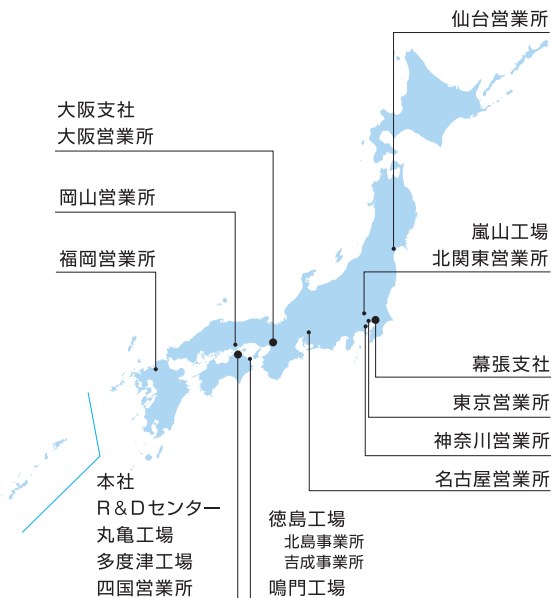 仙台営業所
大阪支社
大阪営業所
岡山営業所
福岡営業所
嵐山工場
北関東営業所
幕張支社
東京営業所
神奈川営業所
名古屋営業所
本社
R&Dセンター
丸亀工場
多度津工場
四国営業所
徳島工場
北島事業所
吉成事業所
鳴門工場